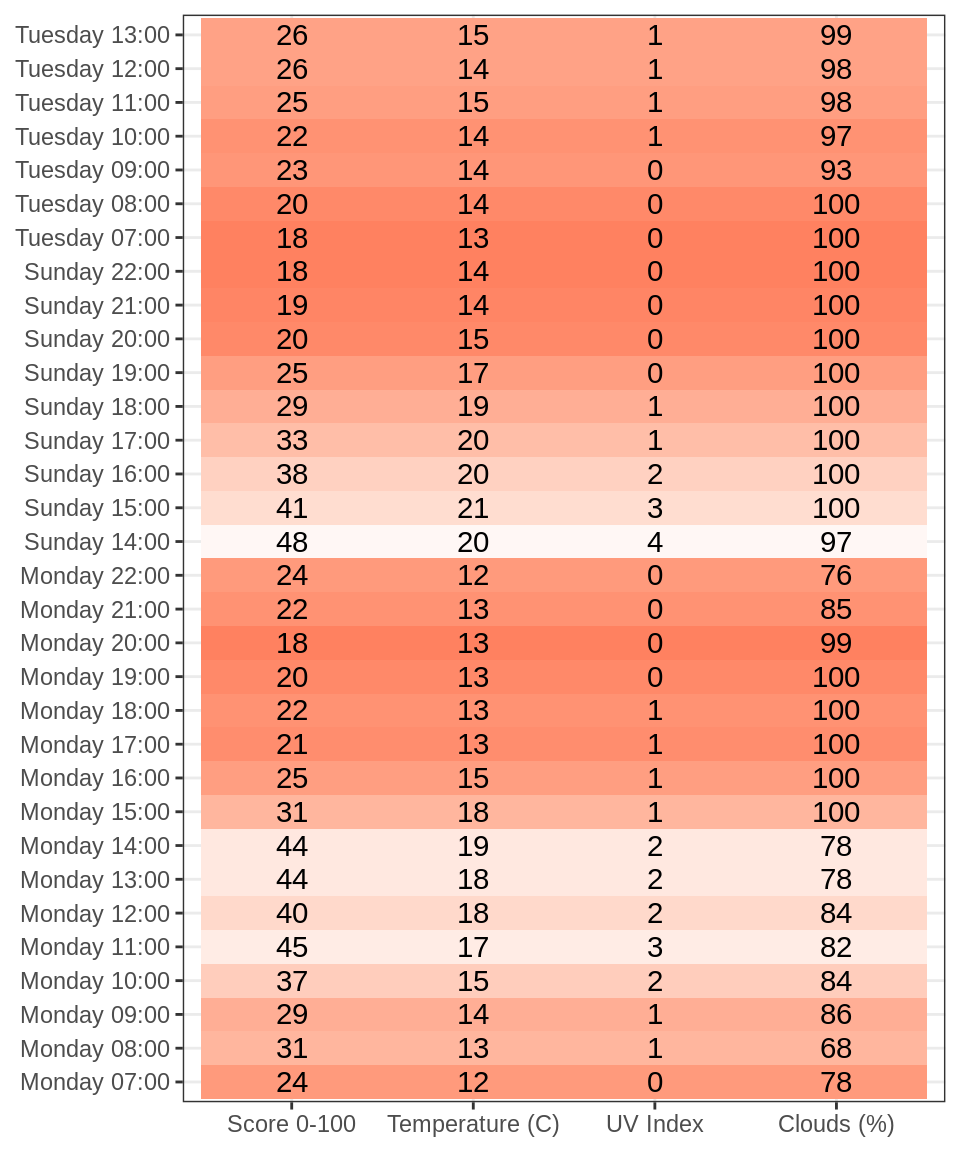 Tuesday 13:00 26 15 1 99
Tuesday 12:00 26 14 1 98
Tuesday 11:00 25 15 1 98
Tuesday 10:00 22 14 1 97
Tuesday 09:00 23 14 0 93
Tuesday 08:00 20 14 0 100
Tuesday 07:00 18 13 0 100
Sunday 22:00 18 14 0 100
Sunday 21:00 19 14 0 100
Sunday 20:00 20 15 0 100
Sunday 19:00 25 17 0 100
Sunday 18:00 29 19 1 100
Sunday 17:00 33 20 1 100
Sunday 16:00 38 20 2 100
Sunday 15:00 41 21 3 100
Sunday 14:00 48 20 4 97
Monday 22:00 24 12 0 76
Monday 21:00 22 13 0 85
Monday 20:00 18 13 0 99
Monday 19:00 20 13 0 100
Monday 18:00 22 13 1 100
Monday 17:00 21 13 1 100
Monday 16:00 25 15 1 100
Monday 15:00 31 18 1 100
Monday 14:00 44 19 2 78
Monday 13:00 44 18 2 78
Monday 12:00 40 18 2 84
Monday 11:00 45 17 3 82
Monday 10:00 37 15 2 84
Monday 09:00 29 14 1 86
Monday 08:00 31 13 1 68
Monday 07:00 24 12 0 78
Score 0-100 Temperature (C) UV Index Clouds (%)